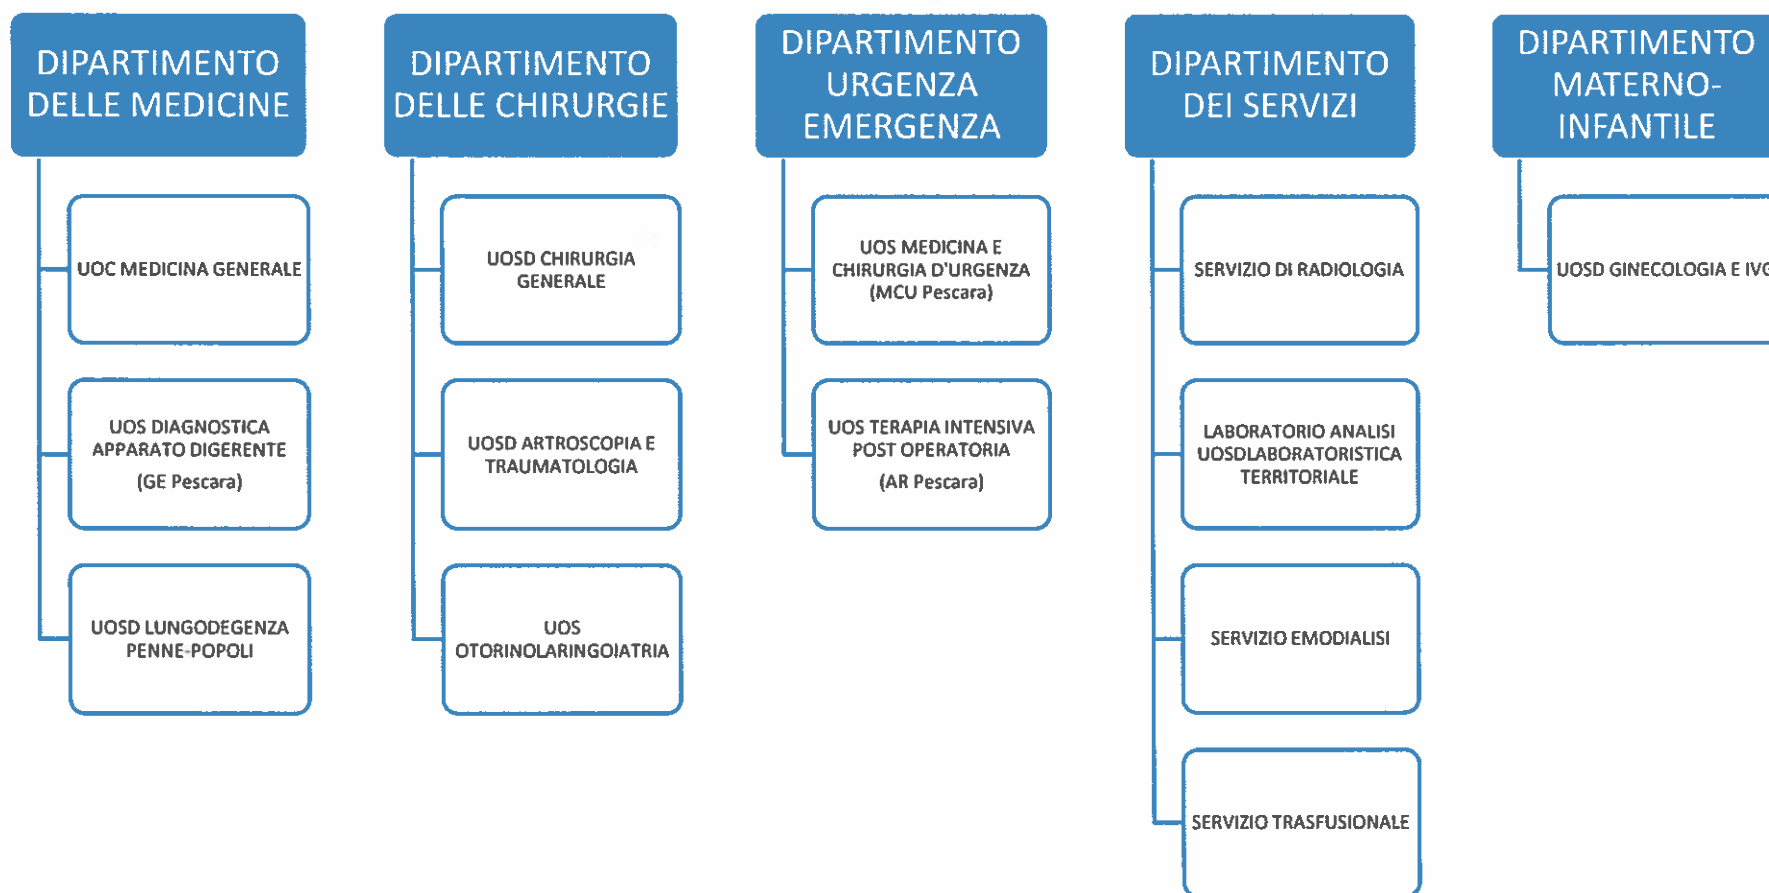 DIPARTIMENTO
DELLE MEDICINE
UOC MEDICINA GENERALE
UOS DIAGNOSTICA
APPARATO DIGERENTE
(GE Pescara)
UOSD LUNGODEGENZA
PENNE-POPOLI
DIPARTIMENTO
DELLE CHIRURGIE
UOSD CHIRURGIA
GENERALE
UOSD ARTROSCOPIA E
TRAUMATOLOGIA
UOS
OTORINOLARINGOIATRIA
DIPARTIMENTO
URGENZA
EMERGENZA
UOS MEDICINA E
CHIRURGIA D'URGENZA
(MCU Pescara)
UOS TERAPIA INTENSIVA
POST OPERATORIA
(AR Pescara)
DIPARTIMENTO
DEI SERVIZI
SERVIZIO DI RADIOLOGIA
LABORATORIO ANALISI
UOSDLABORATORISTICA
TERRITORIALE
SERVIZIO EMODIALISI
SERVIZIO TRASFUSIONALE
DIPARTIMENTO
MATERNO-
INFANTILE
UOSD GINECOLOGIA E IVG